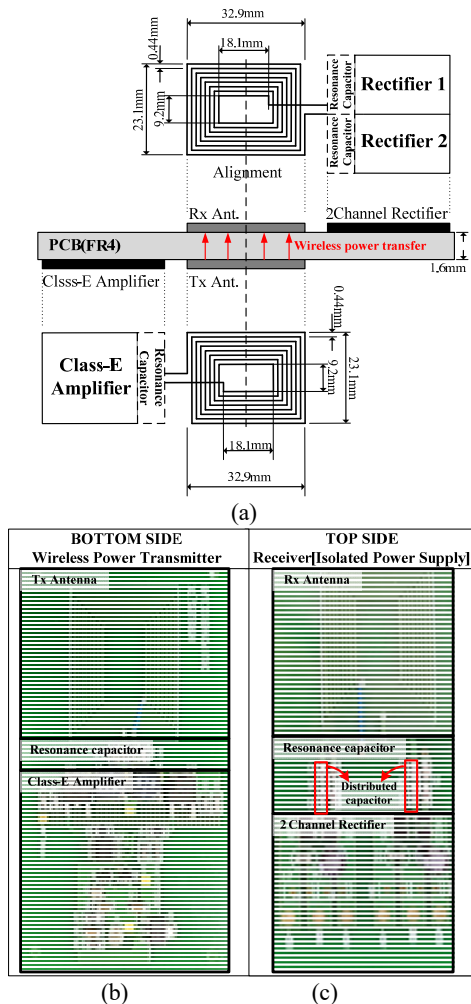 32.9mm
0.44mm
18.1mm
23.1mm
9.2mm
Resonance
Capacitor
Rectifier 1
Resonance
Capacitor
Rectifier 2
Alignment
Rx Ant.
2Channel Rectifier
PCB(FR4)
Wireless power transfer
Clsss-E Amplifier
Tx Ant.
1.6mm
0.44mm
Class-E
Amplifier
Resonance
Capacitor
9.2mm
23.1mm
18.1mm
32.9mm
(a)
BOTTOM SIDE
Wireless Power Transmitter
TOP SIDE
Receiver[Isolated Power Supply]
Tx Antenna
Rx Antenna
Resonance capacitor
Resonance capacitor
Distributed
capacitor
Class-E Amplifier
2 Channel Rectifier
(b)
(c)